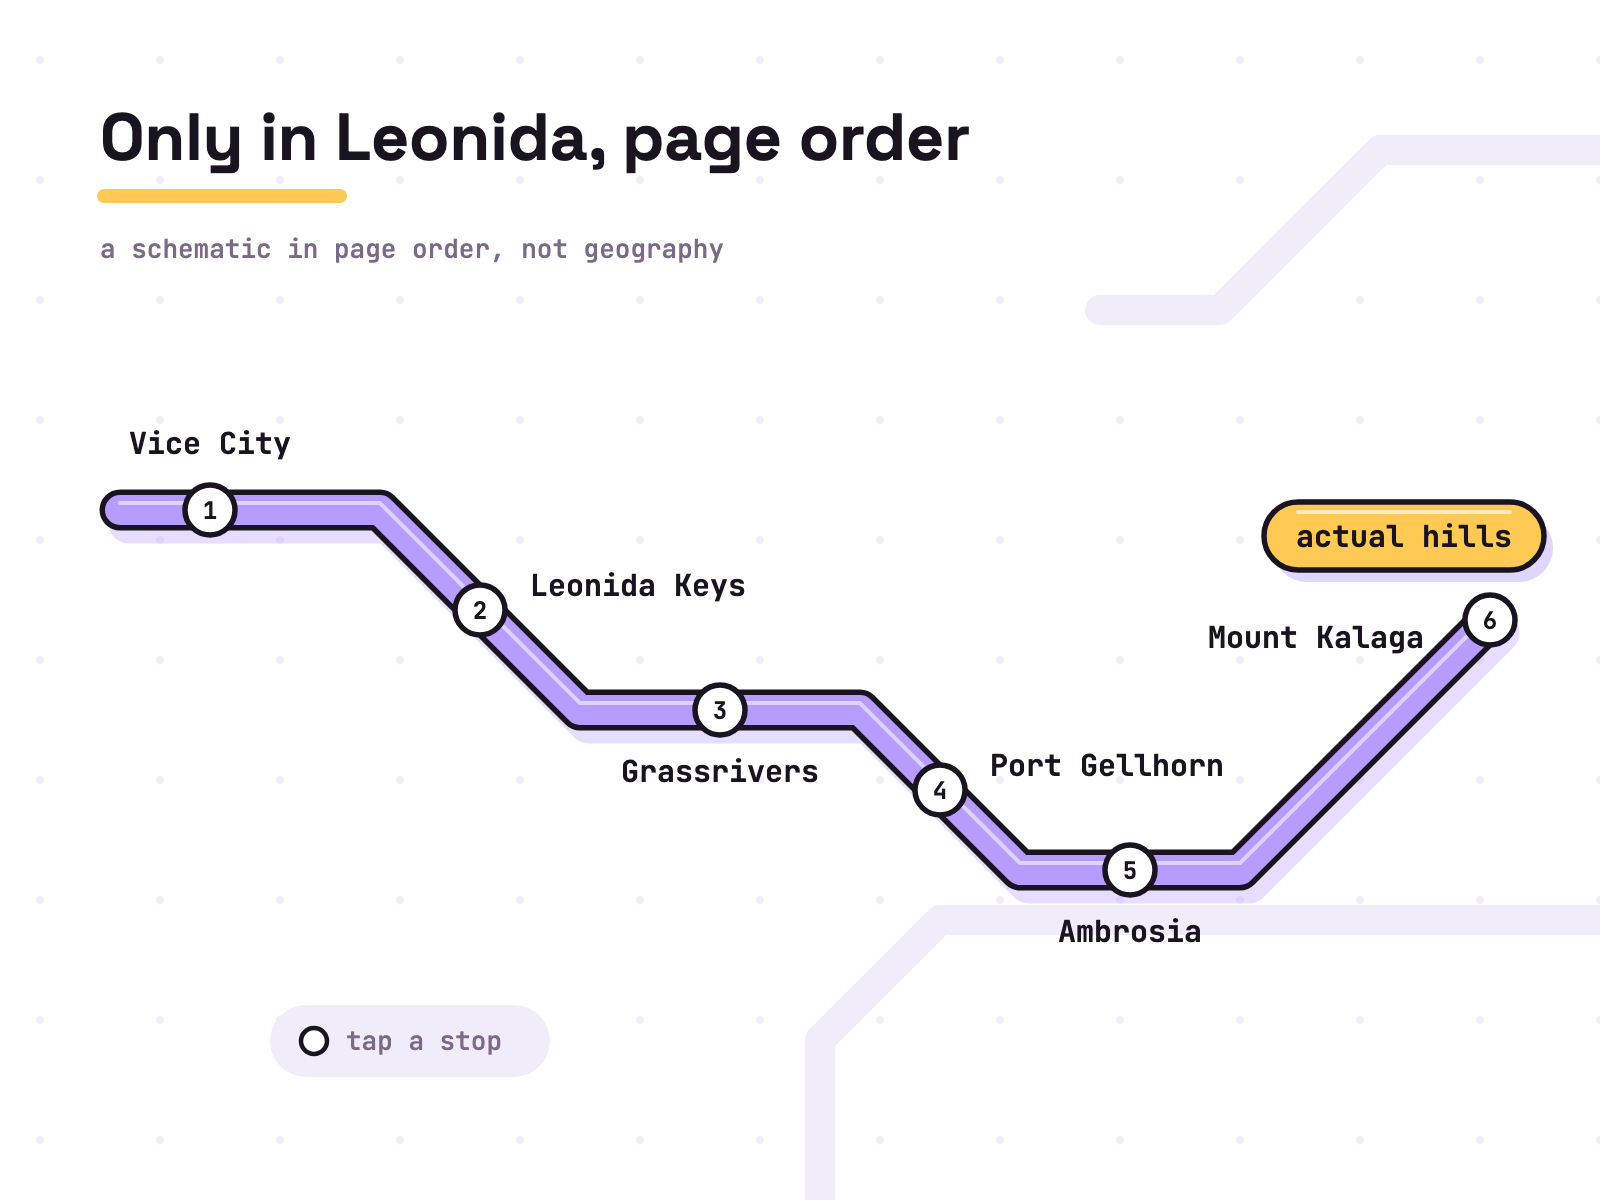 Only in Leonida, page order
a schematic in page order, not geography
Vice City
1
2
Leonida Keys
3
Grassrivers
4
Port Gellhorn
5
Ambrosia
actual hills
6
Mount Kalaga
tap a stop